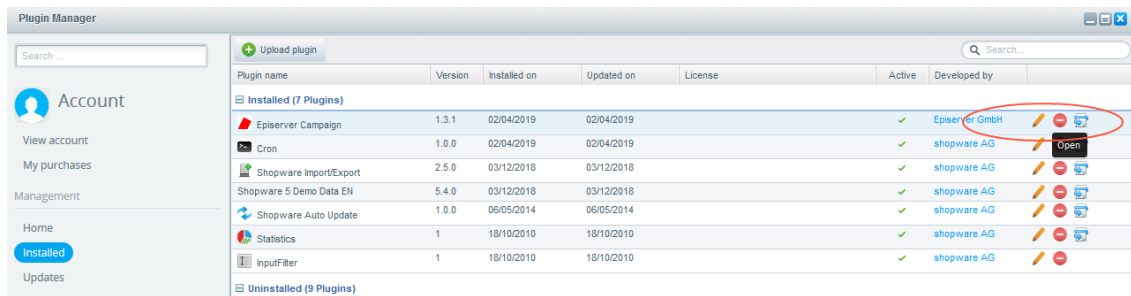 Plugin Manager
Search ...
Account
View account
My purchases
Management
Home
Installed
Updates
Upload plugin
Search...
Plugin name Version Installed on Updated on License Active Developed by
Installed (7 Plugins)
Episerver Campaign 1.3.1 02/04/2019 02/04/2019 Episerver GmbH
Cron 1.0.0 02/04/2019 02/04/2019 shopware AG
Open
Shopware Import/Export 2.5.0 03/12/2018 03/12/2018 shopware AG
Shopware 5 Demo Data EN 5.4.0 03/12/2018 03/12/2018 shopware AG
Shopware Auto Update 1.0.0 06/05/2014 06/05/2014 shopware AG
Statistics 1 18/10/2010 18/10/2010 shopware AG
InputFilter 1 18/10/2010 18/10/2010 shopware AG
Uninstalled (9 Plugins)